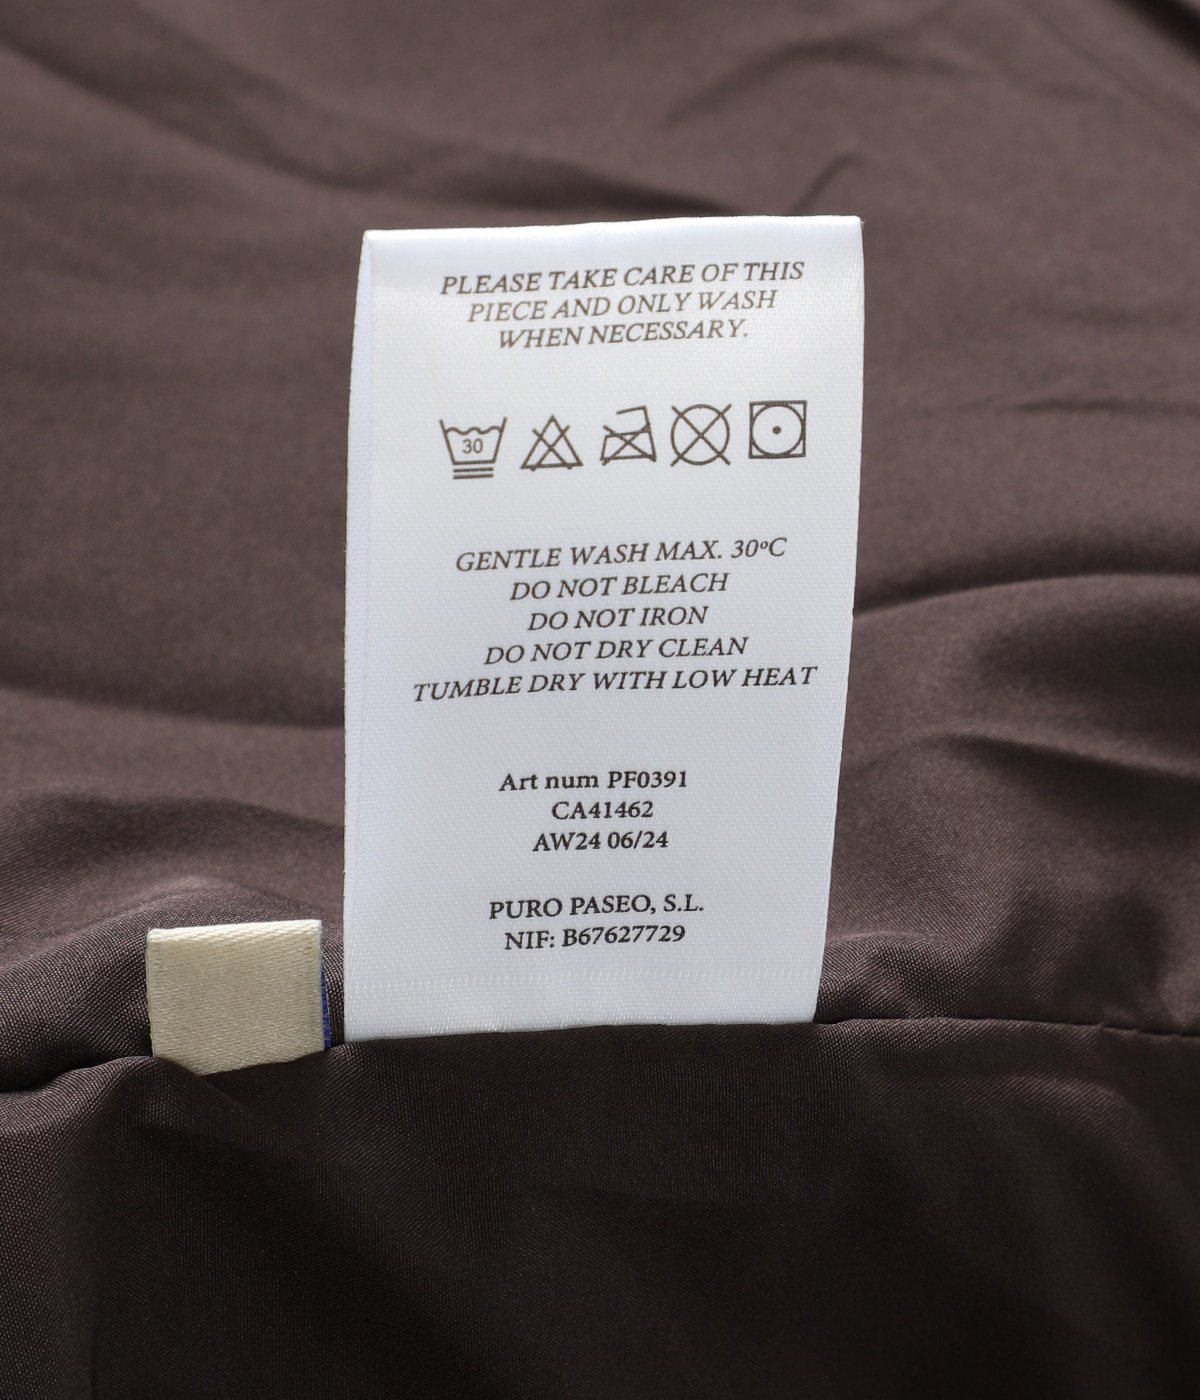 PLEASE TAKE CARE OF THIS
PIECE AND ONLY WASH
WHEN NECESSARY.
30
GENTLE WASH MAX. 30ºC
DO NOT BLEACH
DO NOT IRON
DO NOT DRY CLEAN
TUMBLE DRY WITH LOW HEAT
Art num PF0391
CA41462
AW24 06/24
PURO PASEO, S.L.
NIF: B67627729